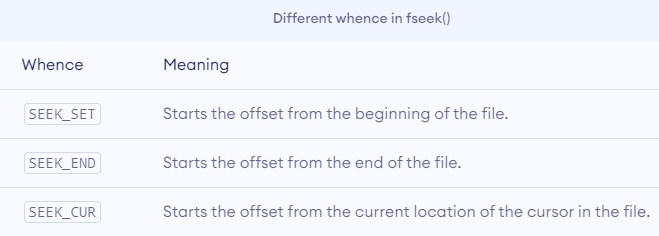 Different whence in fseek()
Whence Meaning
SEEK_SET Starts the offset from the beginning of the file.
SEEK_END Starts the offset from the end of the file.
SEEK_CUR Starts the offset from the current location of the cursor in the file.